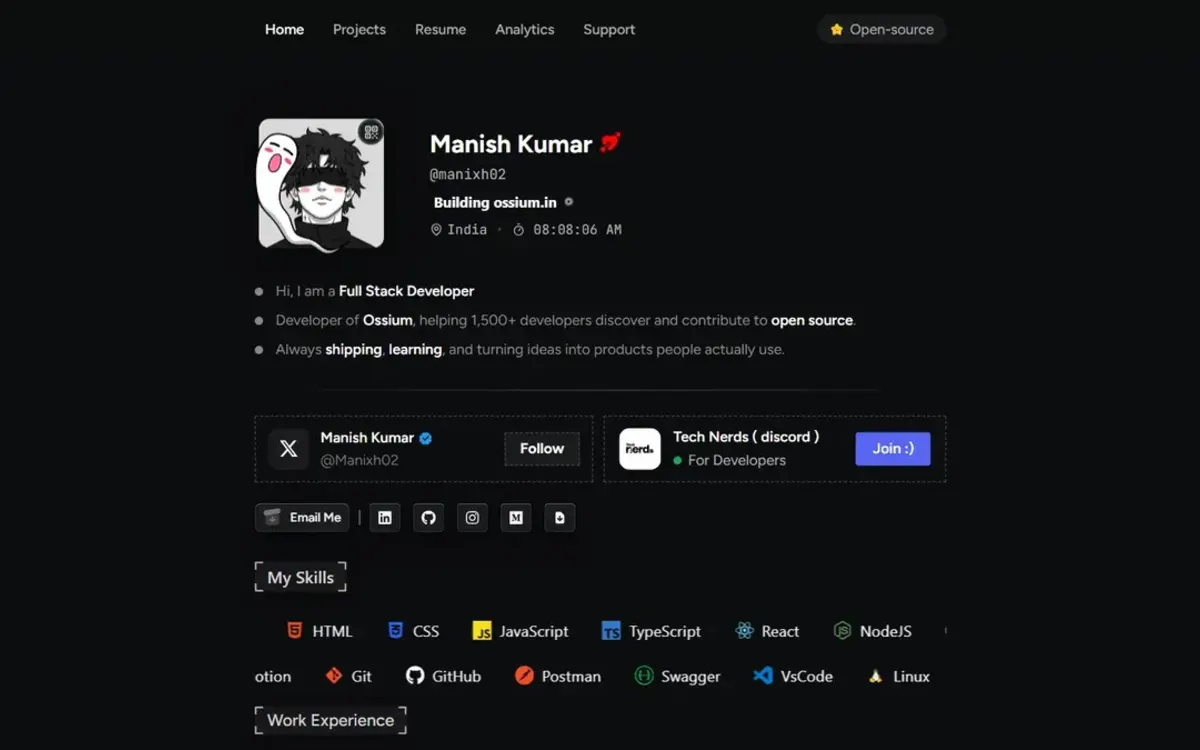 Home Projects Resume Analytics Support Open-source
Manish Kumar
@manixh02
Building ossium.in
India · 08:08:06 AM
Hi, I am a Full Stack Developer
Developer of Ossium, helping 1,500+ developers discover and contribute to open source.
Always shipping, learning, and turning ideas into products people actually use.
Manish Kumar
@Manixh02
Follow
tech nerds
Tech Nerds ( discord )
For Developers
Join :)
Email Me |
My Skills
HTML CSS JavaScript TypeScript React NodeJS
otion Git GitHub Postman Swagger VsCode Linux
Work Experience